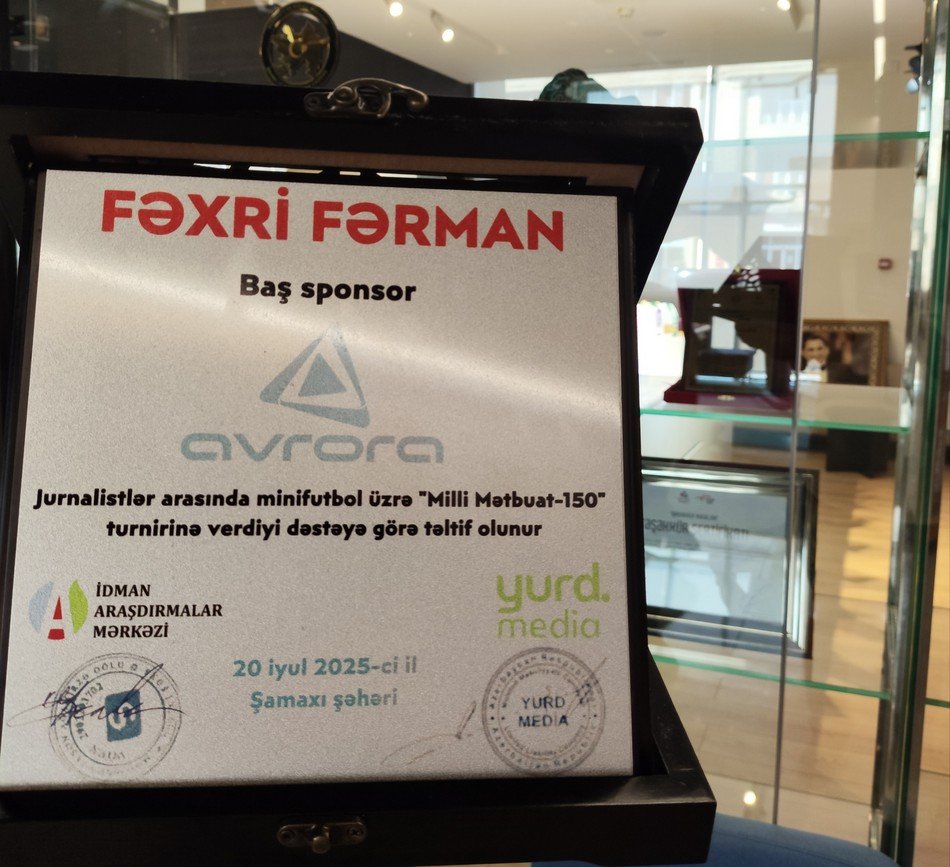 FƏXRİ FƏRMAN
Baş sponsor
avrora
Jurnalistlər arasında minifutbol üzrə "Milli Mətbuat-150"
turnirinə verdiyi dəstəyə görə təltif olunur
İDMAN
ARAŞDIRMALAR
MƏRKƏZİ
yurd.
media
20 iyul 2025-ci il
Şamaxı şəhəri
YURD
MEDİA